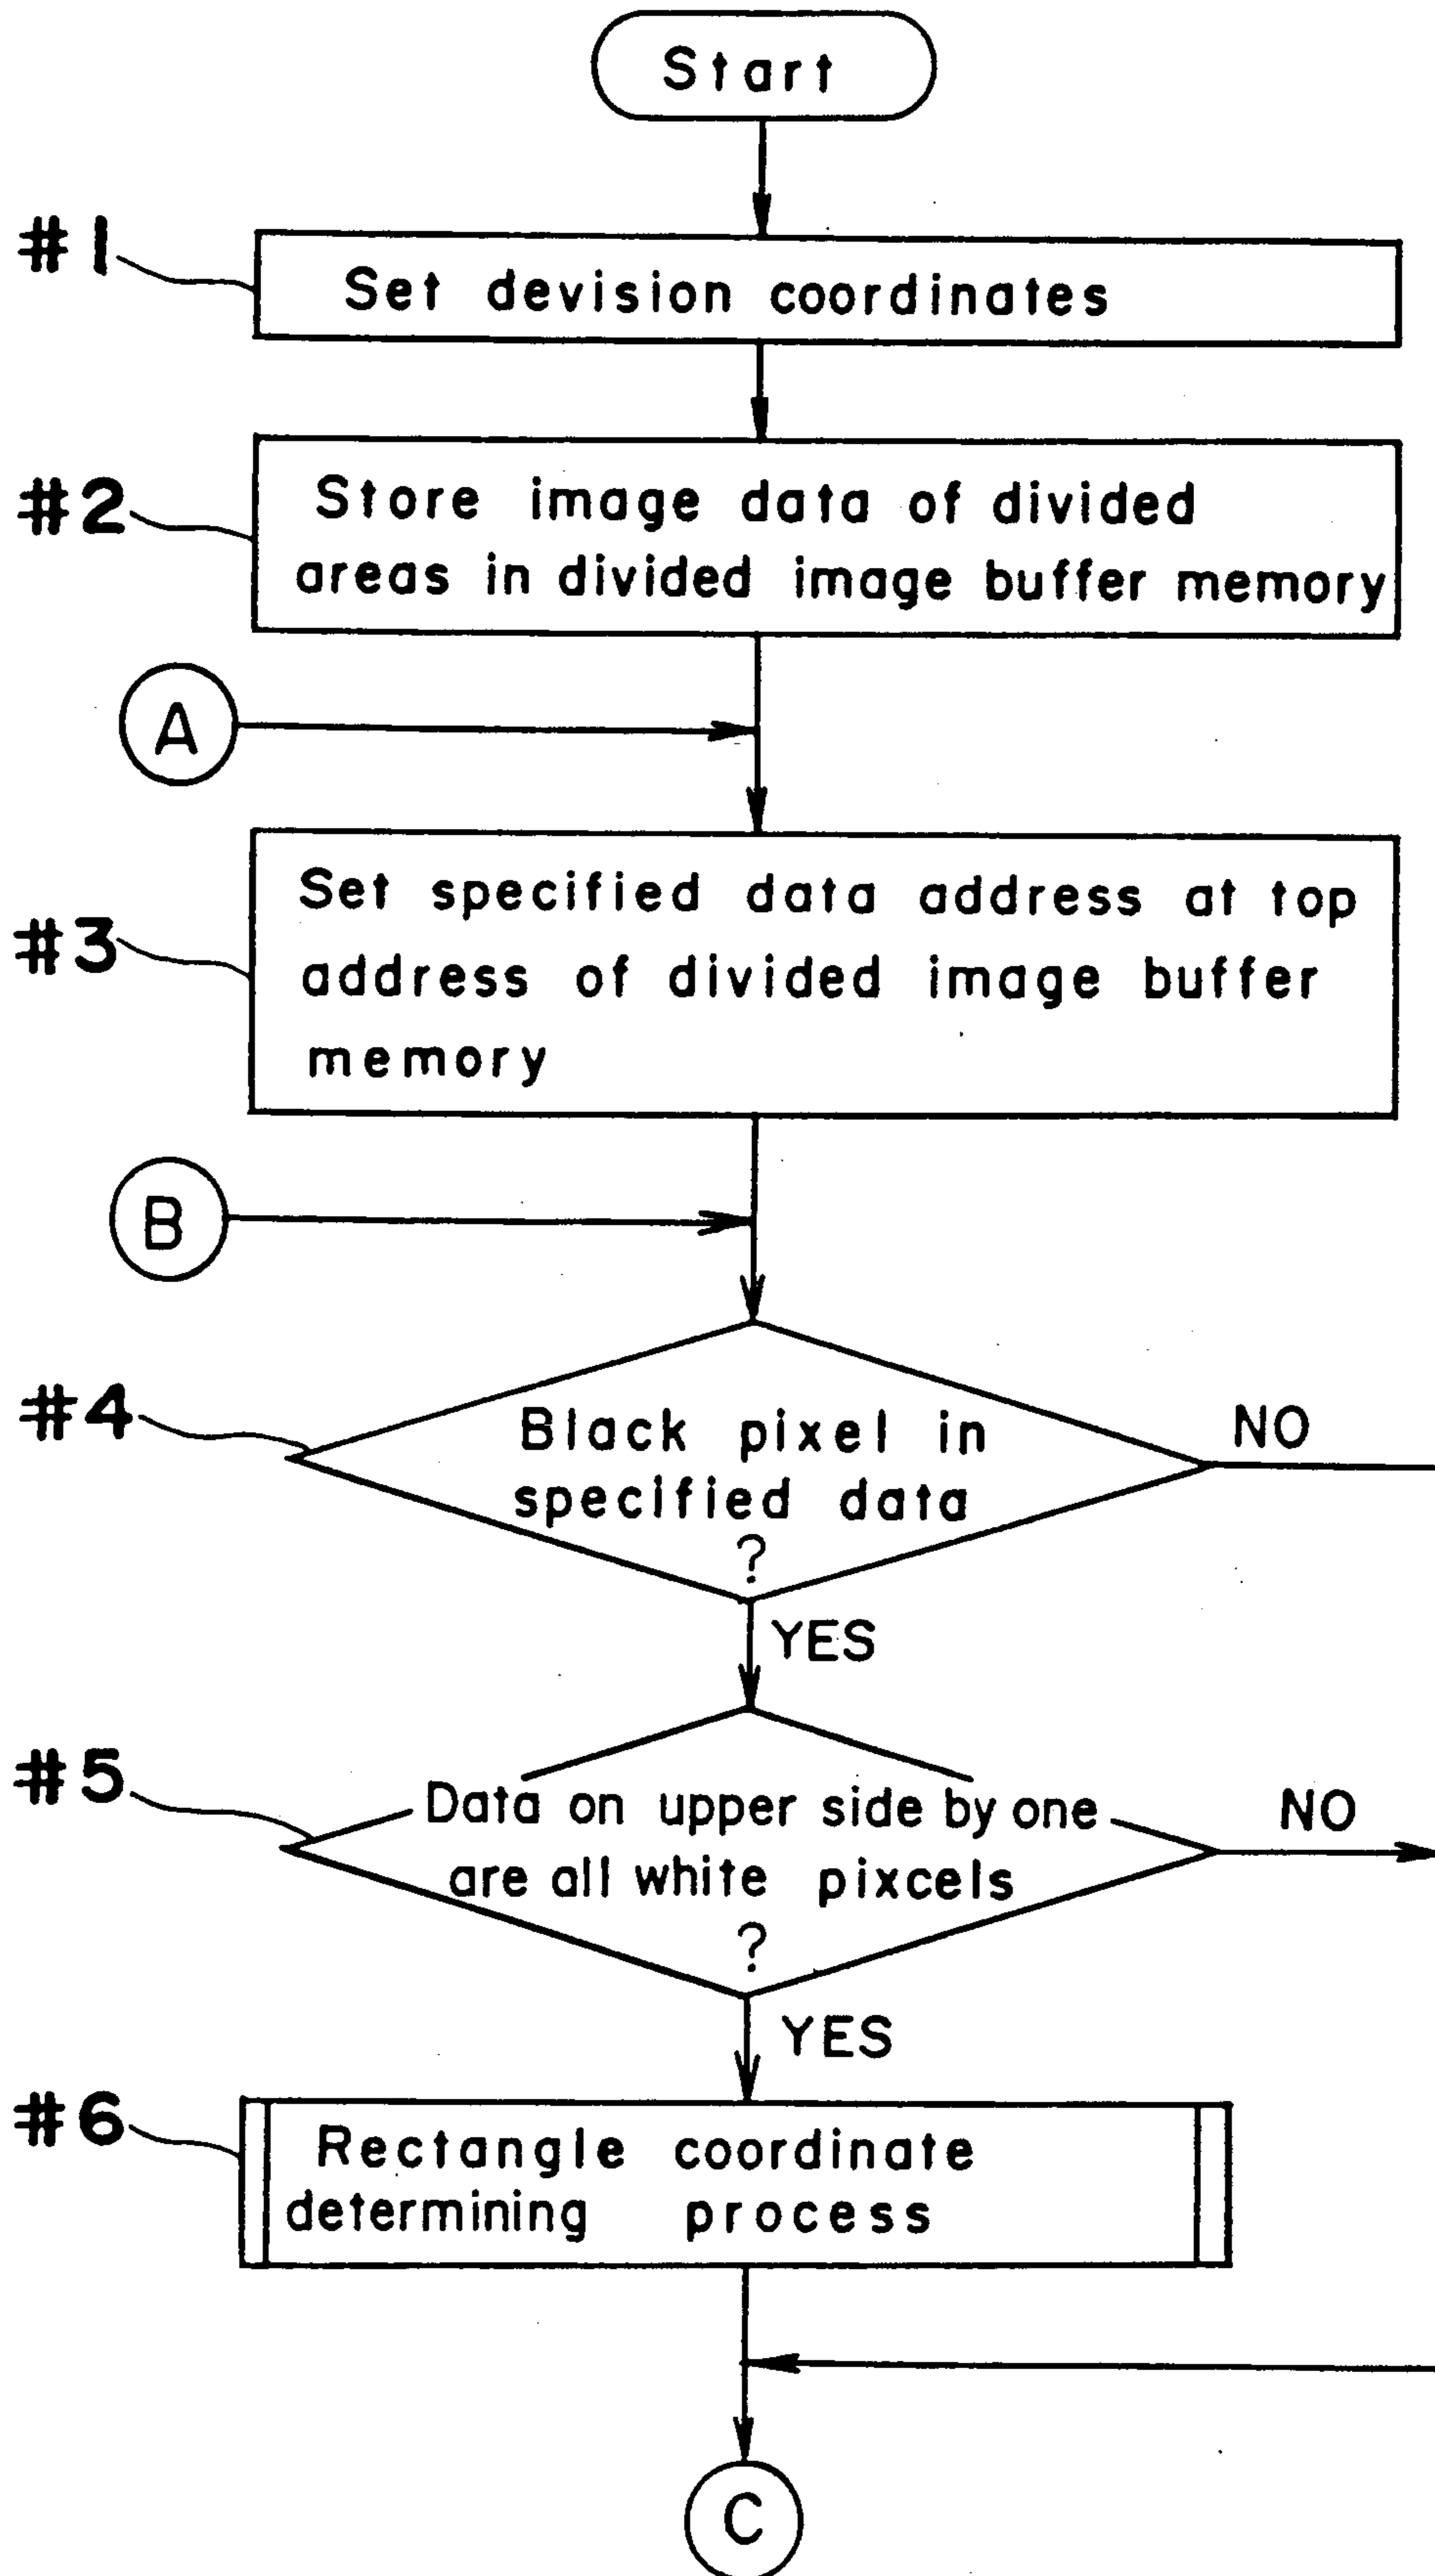 Start
#1
Set devision coordinates
#2
Store image data of divided
areas in divided image buffer memory
A
#3
Set specified data address at top
address of divided image buffer
memory
B
#4
Black pixel in
specified data
?
NO
YES
#5
Data on upper side by one
are all white pixcels
?
NO
YES
#6
Rectangle coordinate
determining process
C